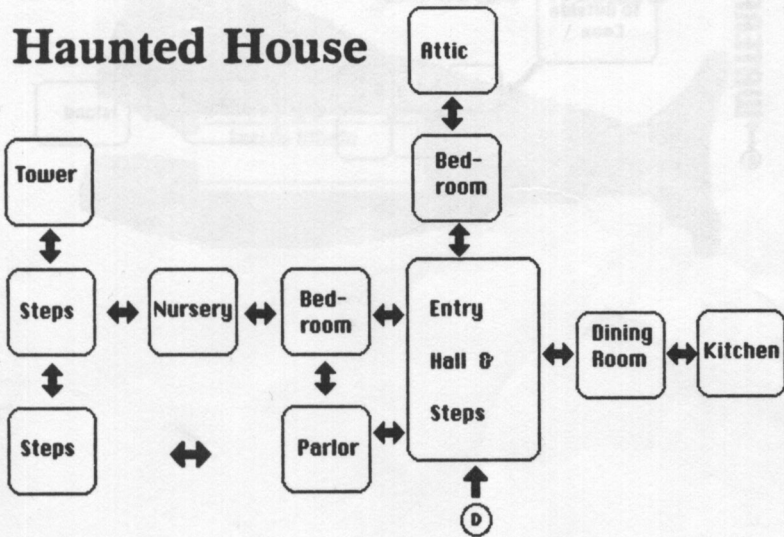 Haunted House
Attic
Tower
Bed-
room
Steps
Nursery
Bed-
room
Entry
Hall &
Steps
Dining
Room
Kitchen
Steps
Parlor
D